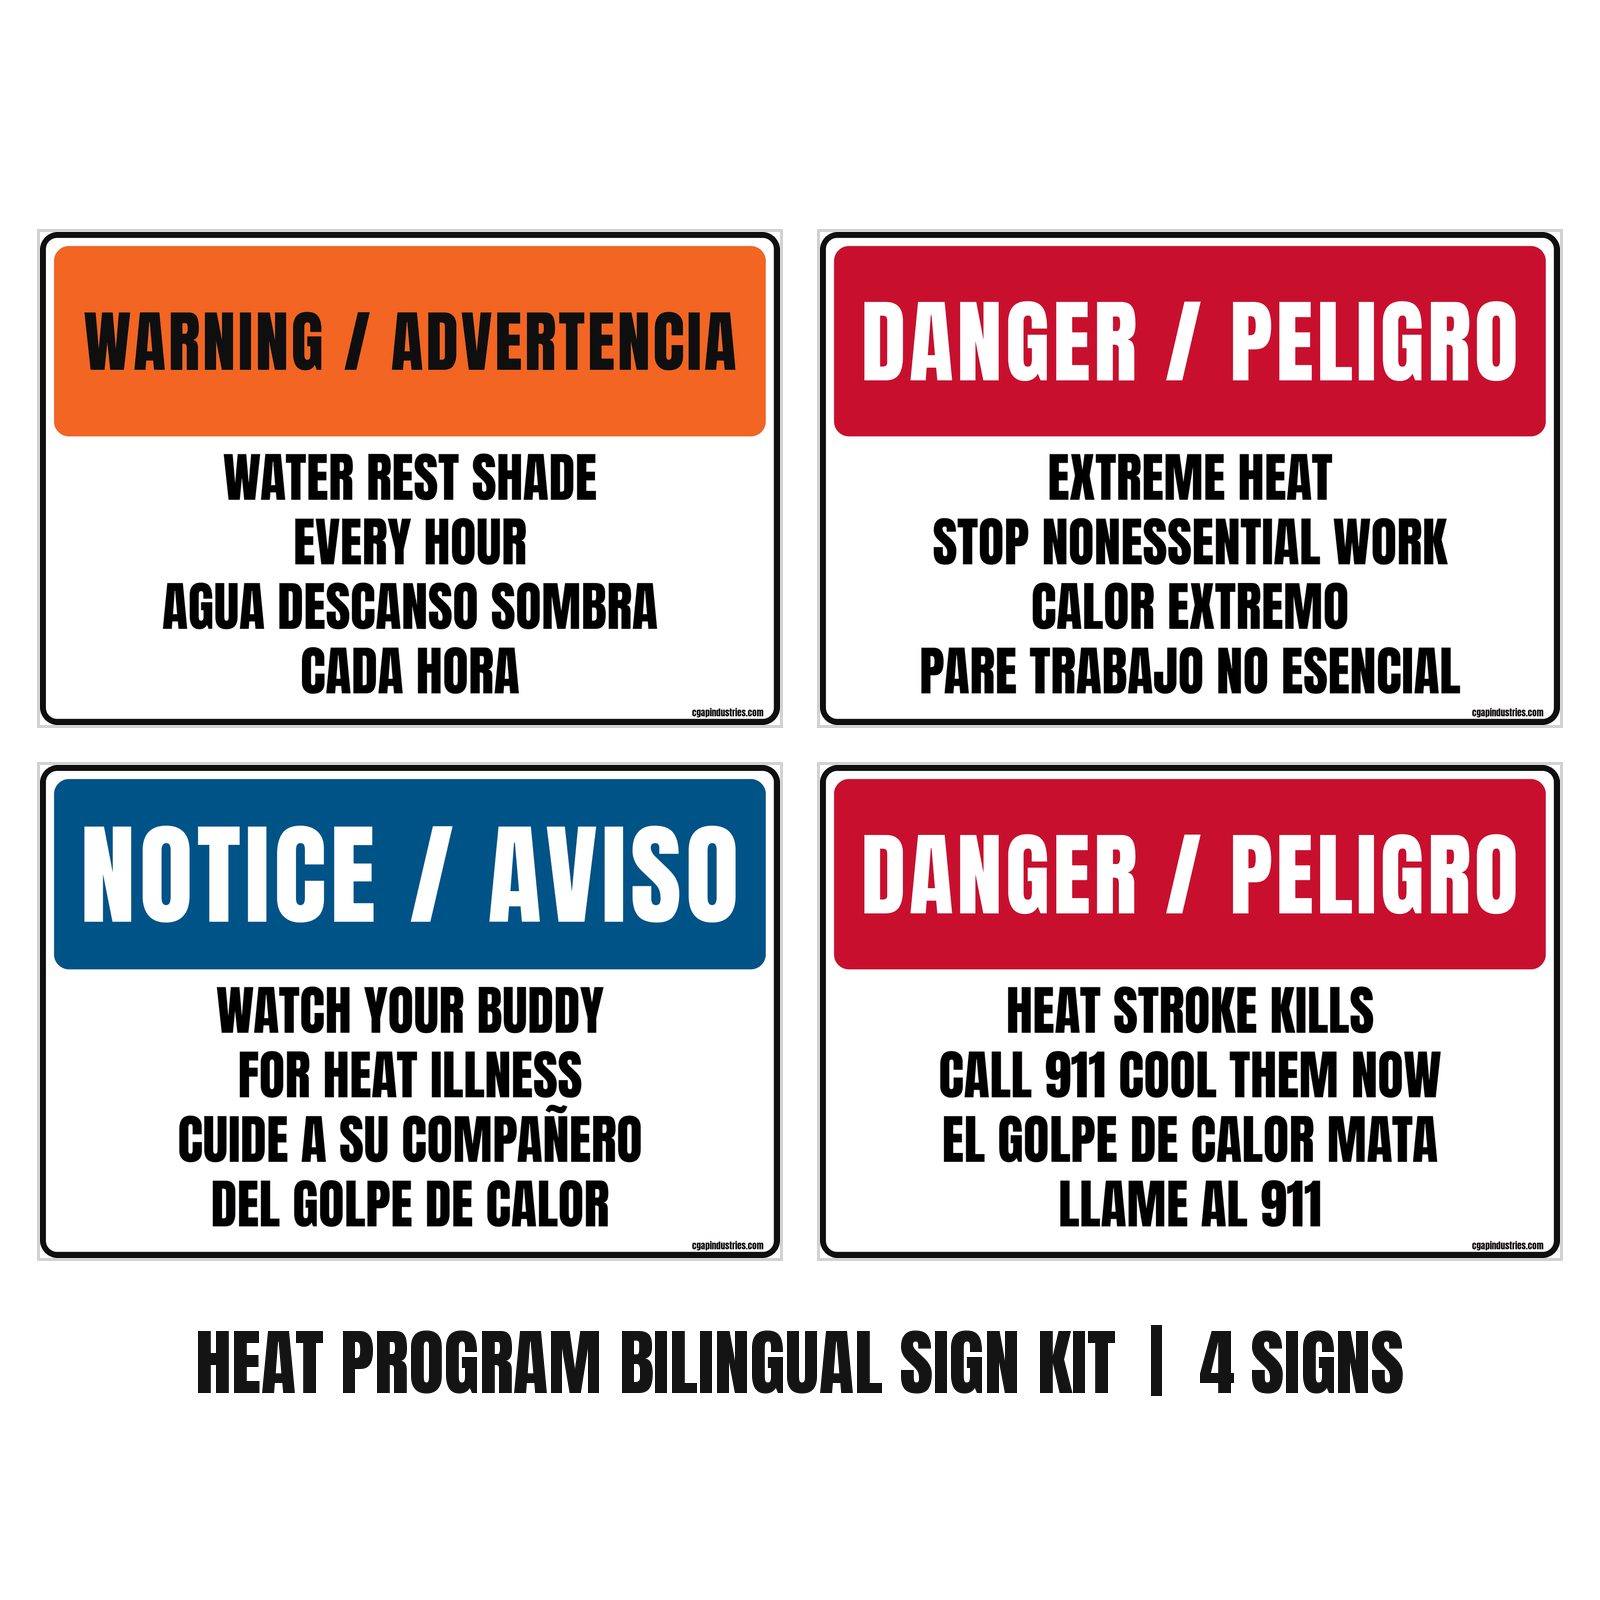 WARNING / ADVERTENCIA
WATER REST SHADE
EVERY HOUR
AGUA DESCANSO SOMBRA
CADA HORA
cgapindustries.com
DANGER / PELIGRO
EXTREME HEAT
STOP NONESSENTIAL WORK
CALOR EXTREMO
PARE TRABAJO NO ESENCIAL
cgapindustries.com
NOTICE / AVISO
WATCH YOUR BUDDY
FOR HEAT ILLNESS
CUIDE A SU COMPAÑERO
DEL GOLPE DE CALOR
cgapindustries.com
DANGER / PELIGRO
HEAT STROKE KILLS
CALL 911 COOL THEM NOW
EL GOLPE DE CALOR MATA
LLAME AL 911
cgapindustries.com
HEAT PROGRAM BILINGUAL SIGN KIT | 4 SIGNS